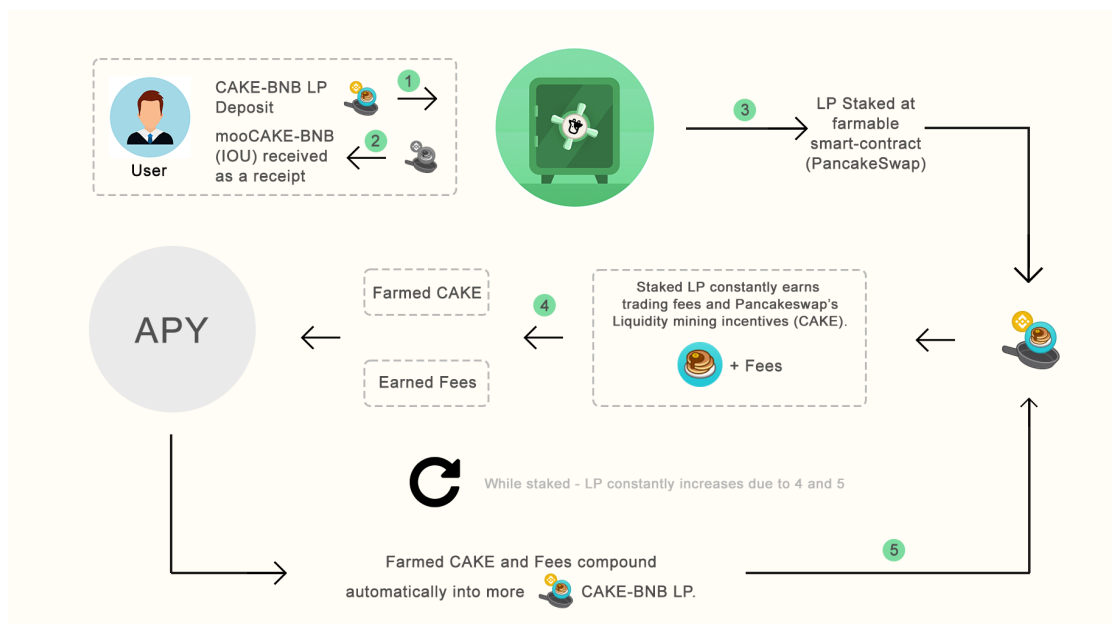 CAKE-BNB LP
Deposit
1
mooCAKE-BNB
(IOU) received
as a receipt
2
User
3
LP Staked at
farmable
smart-contract
(PancakeSwap)
APY
Farmed CAKE
Earned Fees
4
Staked LP constantly earns
trading fees and Pancakeswap's
Liquidity mining incentives (CAKE).
+ Fees
While staked - LP constantly increases due to 4 and 5
Farmed CAKE and Fees compound
automatically into more CAKE-BNB LP.
5